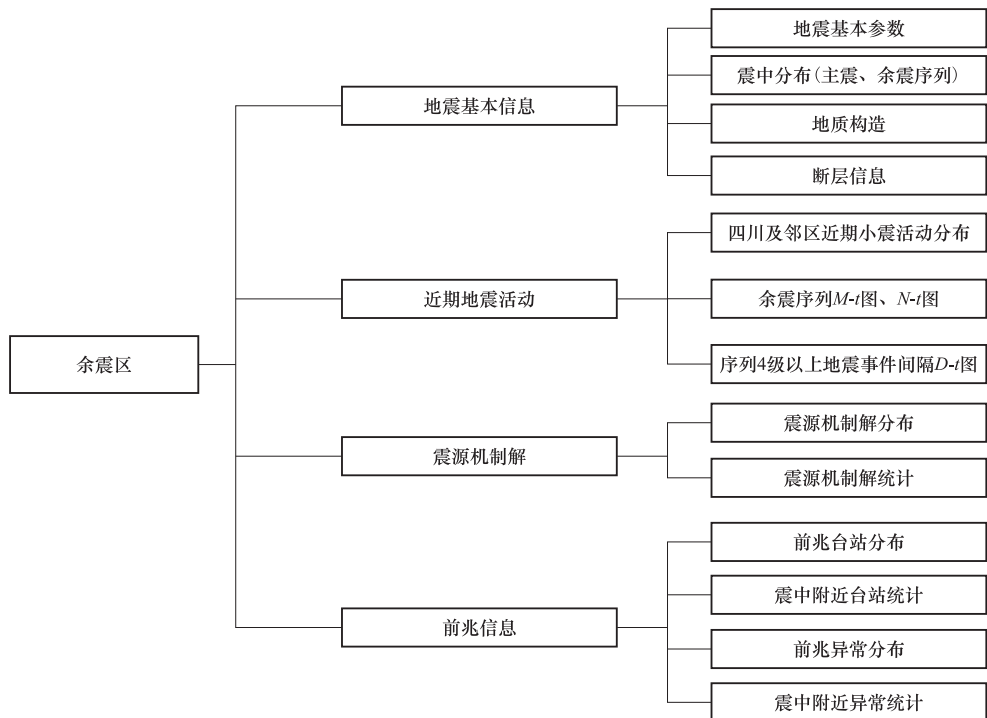 余震区
地震基本信息
地震基本参数
震中分布(主震、余震序列)
地质构造
断层信息
近期地震活动
四川及邻区近期小震活动分布
余震序列M-t图、N-t图
序列4级以上地震事件间隔D-t图
震源机制解
震源机制解分布
震源机制解统计
前兆信息
前兆台站分布
震中附近台站统计
前兆异常分布
震中附近异常统计